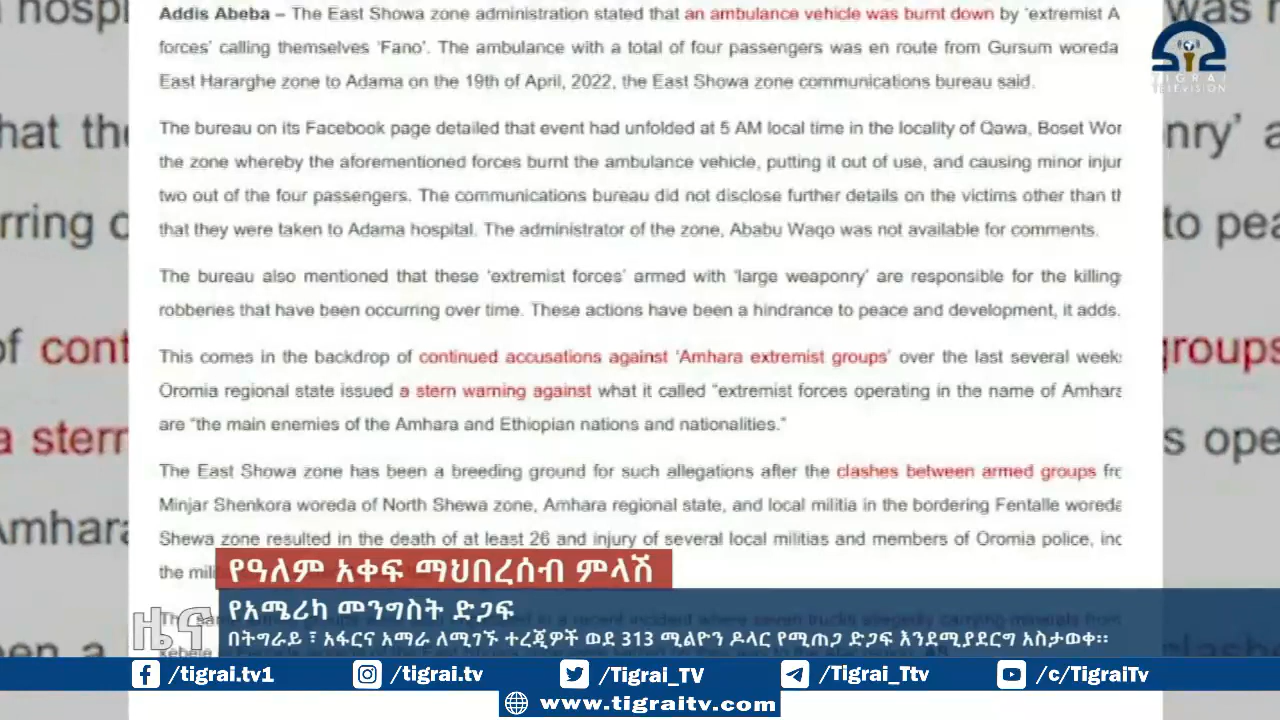 Addis Abeba – The East Showa zone administration stated that an ambulance vehicle was burnt down by ‘extremist A
forces’ calling themselves ‘Fano’. The ambulance with a total of four passengers was en route from Gursum woreda
East Hararghe zone to Adama on the 19th of April, 2022, the East Showa zone communications bureau said.
The bureau on its Facebook page detailed that event had unfolded at 5 AM local time in the locality of Qawa, Boset Wor
the zone whereby the aforementioned forces burnt the ambulance vehicle, putting it out of use, and causing minor injur
two out of the four passengers. The communications bureau did not disclose further details on the victims other than th
that they were taken to Adama hospital. The administrator of the zone, Ababu Waqo was not available for comments.
The bureau also mentioned that these ‘extremist forces’ armed with ‘large weaponry’ are responsible for the killing
robberies that have been occurring over time. These actions have been a hindrance to peace and development, it adds.
This comes in the backdrop of continued accusations against ‘Amhara extremist groups’ over the last several week
Oromia regional state issued a stern warning against what it called “extremist forces operating in the name of Amhara
are “the main enemies of the Amhara and Ethiopian nations and nationalities.”
The East Showa zone has been a breeding ground for such allegations after the clashes between armed groups fro
Minjar Shenkora woreda of North Shewa zone, Amhara regional state, and local militia in the bordering Fentalle woreda
Shewa zone resulted in the death of at least 26 and injury of several local militias and members of Oromia police, inc
the mili
TIGRAI
TELEVISION
የዓለም አቀፍ ማህበረሰብ ምላሽ
ዜና
የአሜሪካ መንግስት ድጋፍ
በትግራይ ፣ አፋርና አማራ ለሚገኙ ተረጂዎች ወደ 313 ሚልዮን ዶላር የሚጠጋ ድጋፍ እንደሚያደርግ አስታወቀ፡፡
/tigrai.tv1 /tigrai.tv /Tigrai_TV /Tigrai_Ttv /c/TigraiTv
www.tigraitv.com